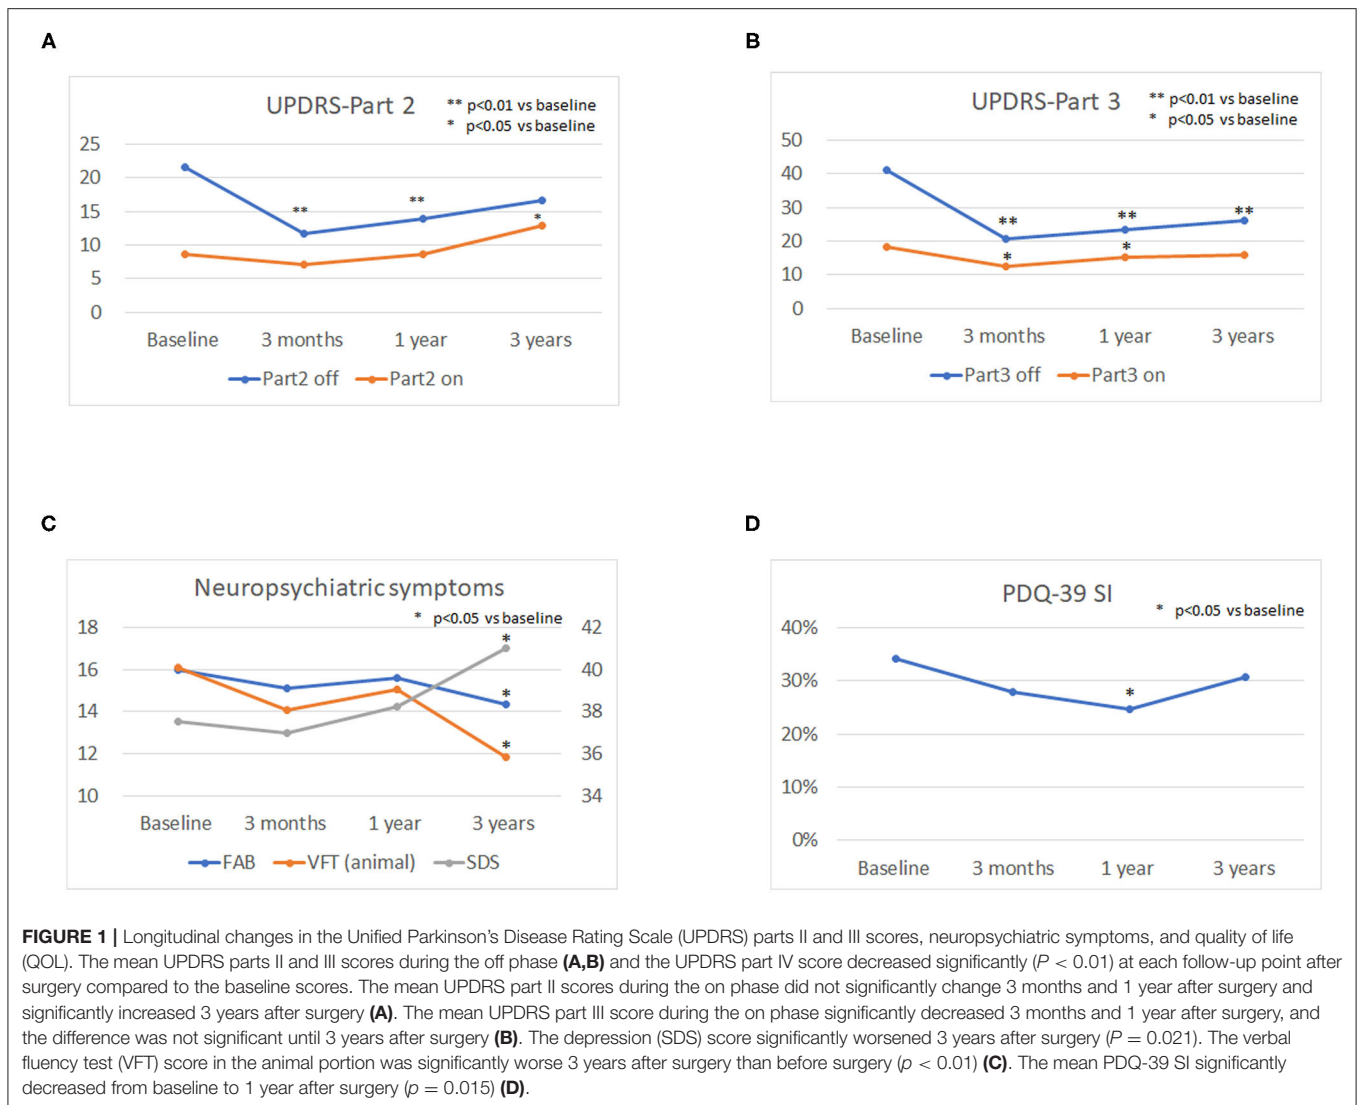 A
UPDRS-Part 2
** p<0.01 vs baseline
* p<0.05 vs baseline
25
20
15
10
5
0
**
**
*
Baseline 3 months 1 year 3 years
Part2 off Part2 on
B
UPDRS-Part 3
** p<0.01 vs baseline
* p<0.05 vs baseline
50
40
30
20
10
0
**
**
**
*
*
Baseline 3 months 1 year 3 years
Part3 off Part3 on
C
Neuropsychiatric symptoms
* p<0.05 vs baseline
18
16
14
12
10
42
40
38
36
34
*
*
*
Baseline 3 months 1 year 3 years
FAB VFT (animal) SDS
D
PDQ-39 SI
* p<0.05 vs baseline
40%
30%
20%
10%
0%
*
Baseline 3 months 1 year 3 years
FIGURE 1 | Longitudinal changes in the Unified Parkinson's Disease Rating Scale (UPDRS) parts II and III scores, neuropsychiatric symptoms, and quality of life
(QOL). The mean UPDRS parts II and III scores during the off phase (A,B) and the UPDRS part IV score decreased significantly (P < 0.01) at each follow-up point after
surgery compared to the baseline scores. The mean UPDRS part II scores during the on phase did not significantly change 3 months and 1 year after surgery and
significantly increased 3 years after surgery (A). The mean UPDRS part III score during the on phase significantly decreased 3 months and 1 year after surgery, and
the difference was not significant until 3 years after surgery (B). The depression (SDS) score significantly worsened 3 years after surgery (P = 0.021). The verbal
fluency test (VFT) score in the animal portion was significantly worse 3 years after surgery than before surgery (p < 0.01) (C). The mean PDQ-39 SI significantly
decreased from baseline to 1 year after surgery (p = 0.015) (D).